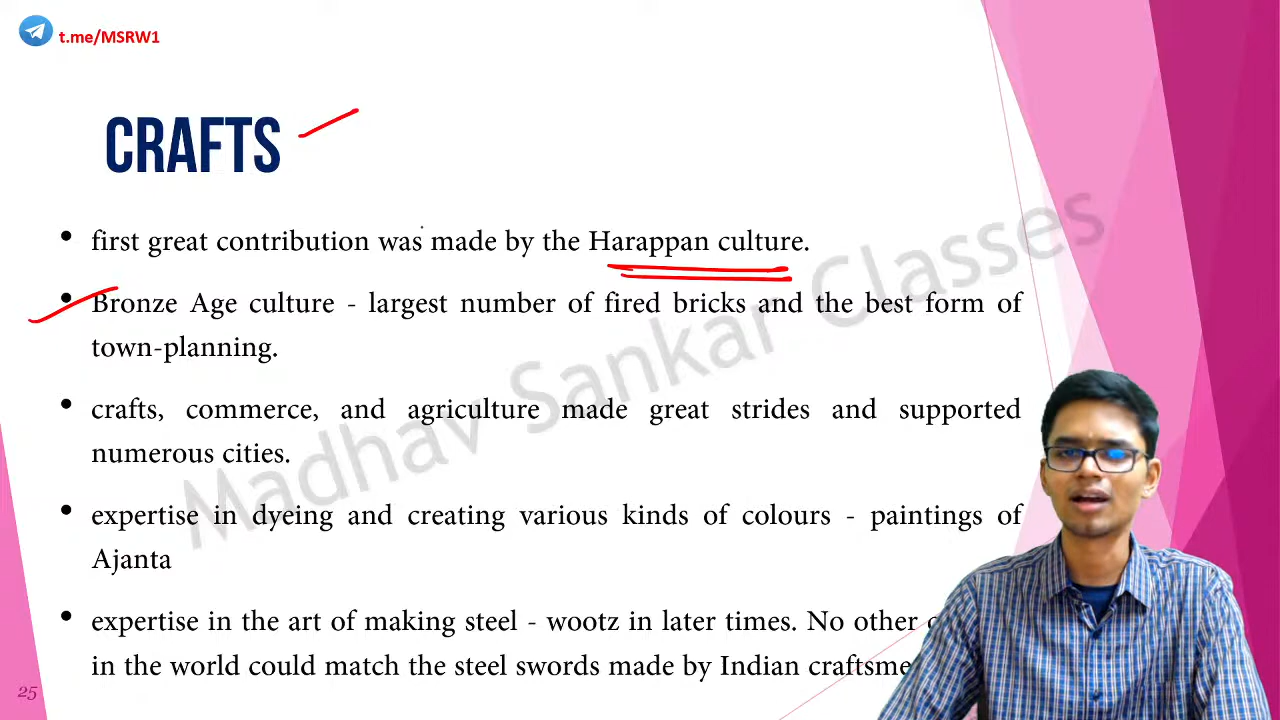 t.me/MSRW1
CRAFTS
• first great contribution was made by the Harappan culture.
• Bronze Age culture - largest number of fired bricks and the best form of
town-planning.
• crafts, commerce, and agriculture made great strides and supported
numerous cities.
• expertise in dyeing and creating various kinds of colours - paintings of
Ajanta
• expertise in the art of making steel - wootz in later times. No other
in the world could match the steel swords made by Indian
Madhav Sankar Classes
25